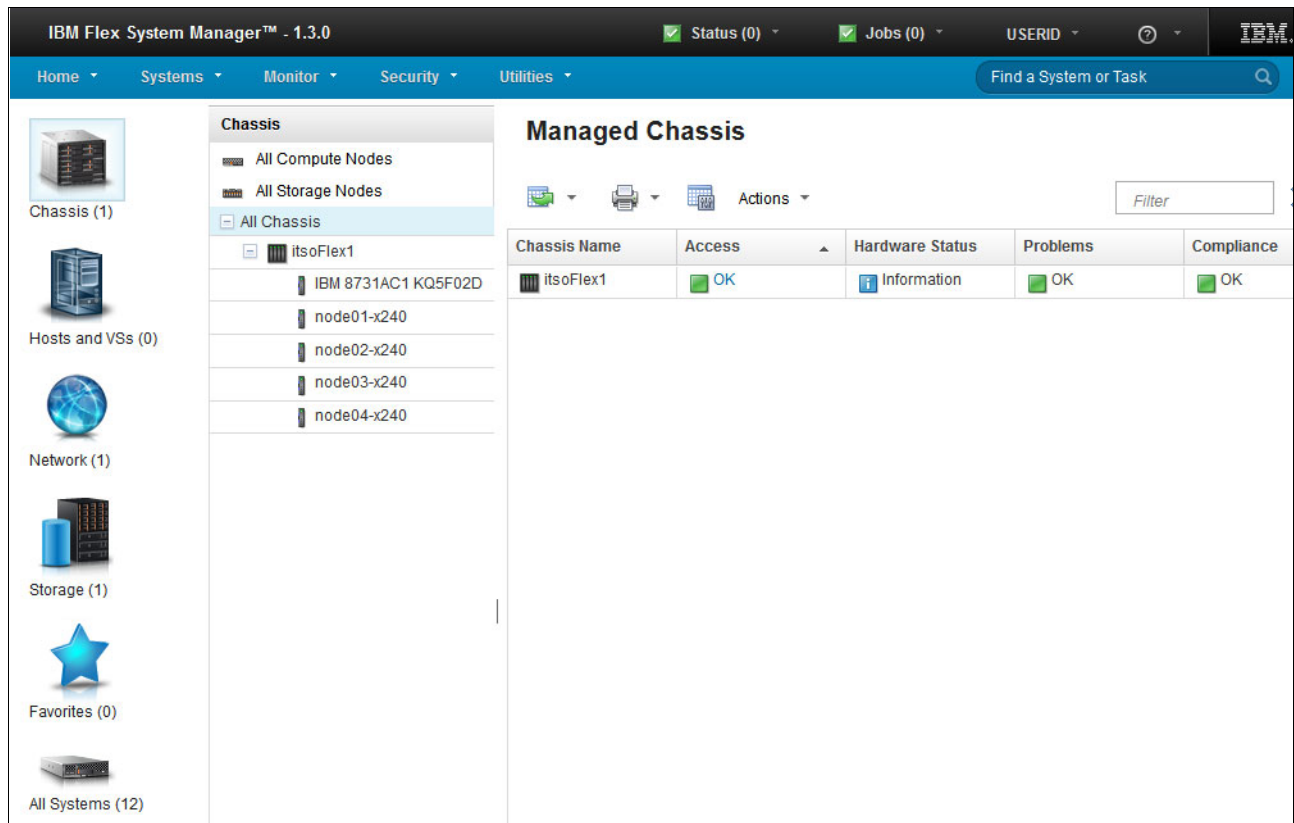 IBM Flex System Manager™ - 1.3.0
Status (0)
Jobs (0)
USERID
IBM.
Home
Systems
Monitor
Security
Utilities
Find a System or Task
Chassis (1)
Hosts and VSs (0)
Network (1)
Storage (1)
Favorites (0)
All Systems (12)
Chassis
All Compute Nodes
All Storage Nodes
All Chassis
itsoFlex1
IBM 8731AC1 KQ5F02D
node01-x240
node02-x240
node03-x240
node04-x240
Managed Chassis
Actions
Filter
Chassis Name Access Hardware Status Problems Compliance
itsoFlex1 OK Information OK OK